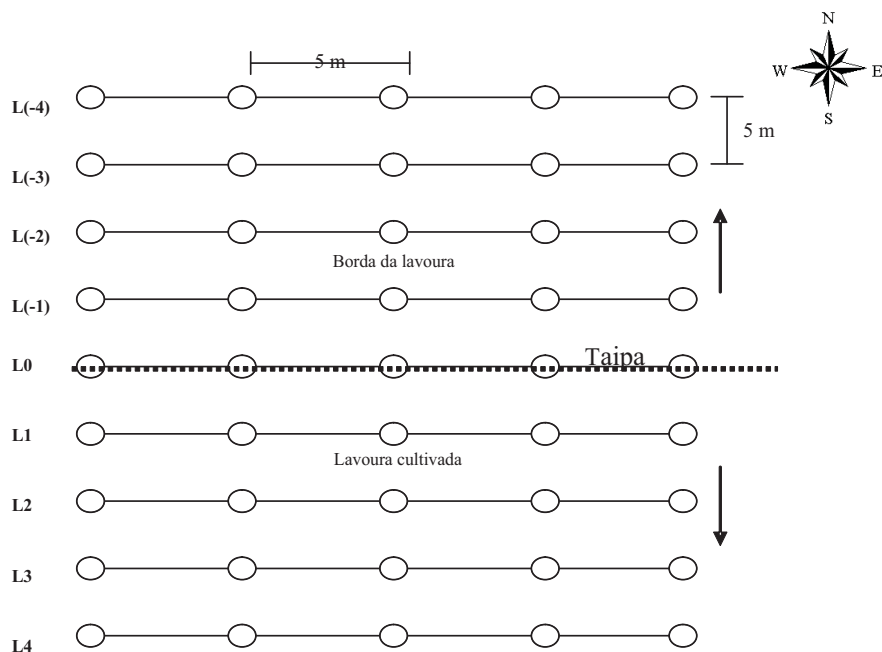 N
5 m
W
E
S
L(-4)
5 m
L(-3)
L(-2)
Borda da lavoura
L(-1)
L0
Taipa
L1
Lavoura cultivada
L2
L3
L4